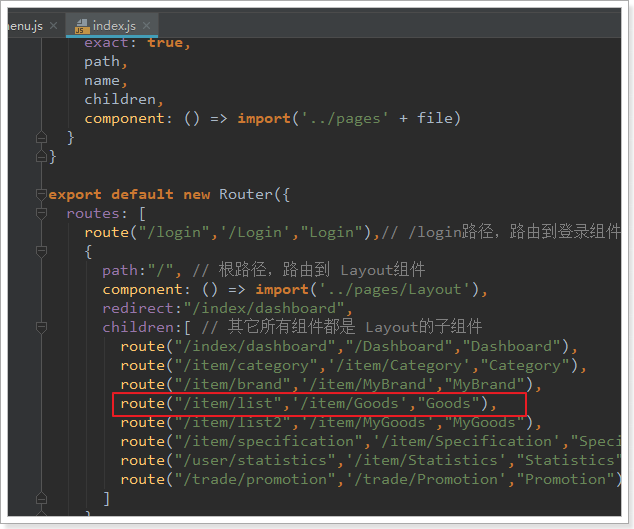 enu.js × index.js ×
exact: true,
path,
name,
children,
component: () => import('../pages' + file)
}
}
export default new Router({
routes: [
route("/login",'/Login',"Login"),// /login路径，路由到登录组件
{
path:"/", // 根路径，路由到 Layout组件
component: () => import('../pages/Layout'),
redirect:"/index/dashboard",
children:[ // 其它所有组件都是 Layout的子组件
route("/index/dashboard","/Dashboard","Dashboard"),
route("/item/category",'/item/Category',"Category"),
route("/item/brand",'/item/MyBrand',"MyBrand"),
route("/item/list",'/item/Goods',"Goods"),
route("/item/list2",'/item/MyGoods',"MyGoods"),
route("/item/specification",'/item/Specification',"Speci
route("/user/statistics",'/item/Statistics',"Statistics"
route("/trade/promotion",'/trade/Promotion',"Promotion")
]